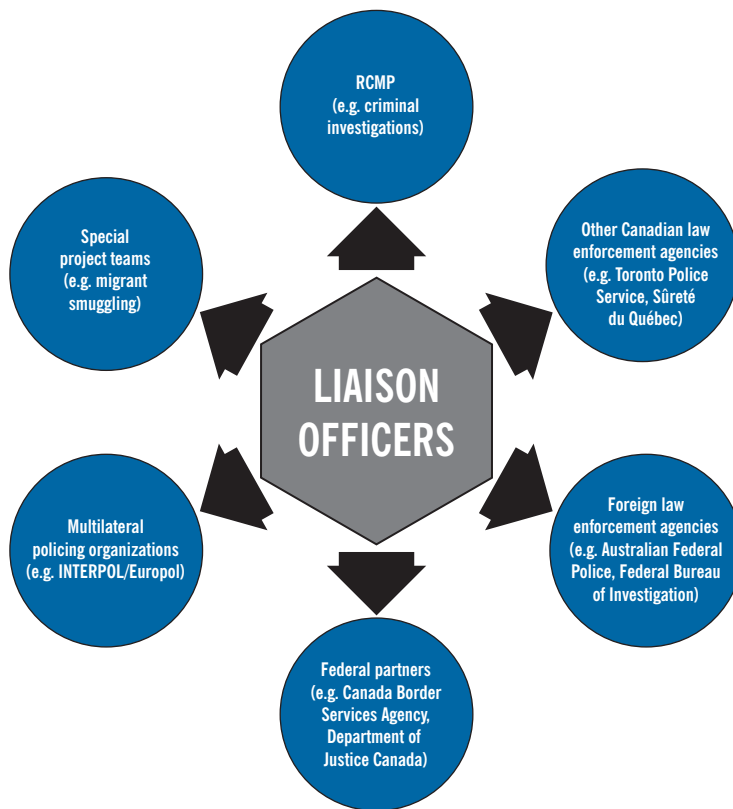 RCMP
(e.g. criminal
investigations)
Special
project teams
(e.g. migrant
smuggling)
Other Canadian law
enforcement agencies
(e.g. Toronto Police
Service, Sûreté
du Québec)
LIAISON
OFFICERS
Multilateral
policing organizations
(e.g. INTERPOL/Europol)
Foreign law
enforcement agencies
(e.g. Australian Federal
Police, Federal Bureau
of Investigation)
Federal partners
(e.g. Canada Border
Services Agency,
Department of
Justice Canada)